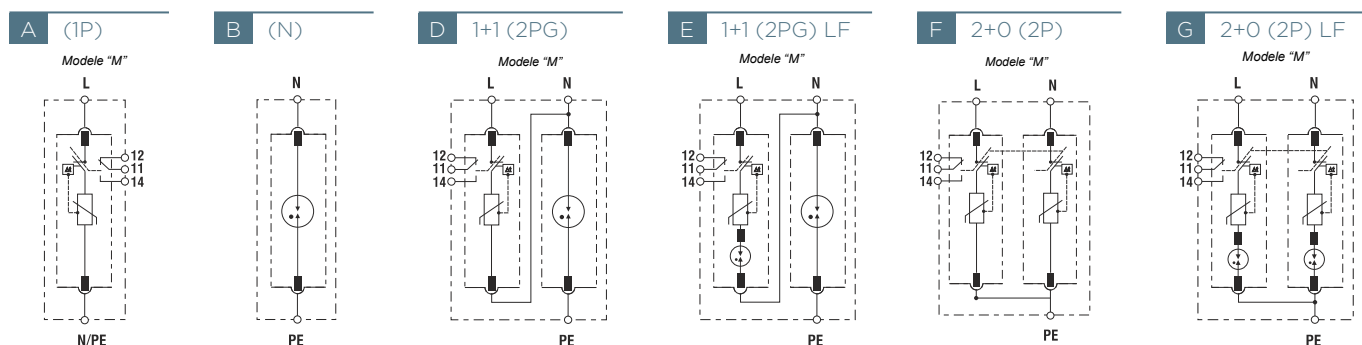 A (1P)
Modele "M"
L
12
11
14
N/PE
B (N)
N
PE
D 1+1 (2PG)
Modele "M"
L N
12
11
14
PE
E 1+1 (2PG) LF
Modele "M"
L N
12
11
14
PE
F 2+0 (2P)
Modele "M"
L N
12
11
14
PE
G 2+0 (2P) LF
Modele "M"
L N
12
11
14
PE